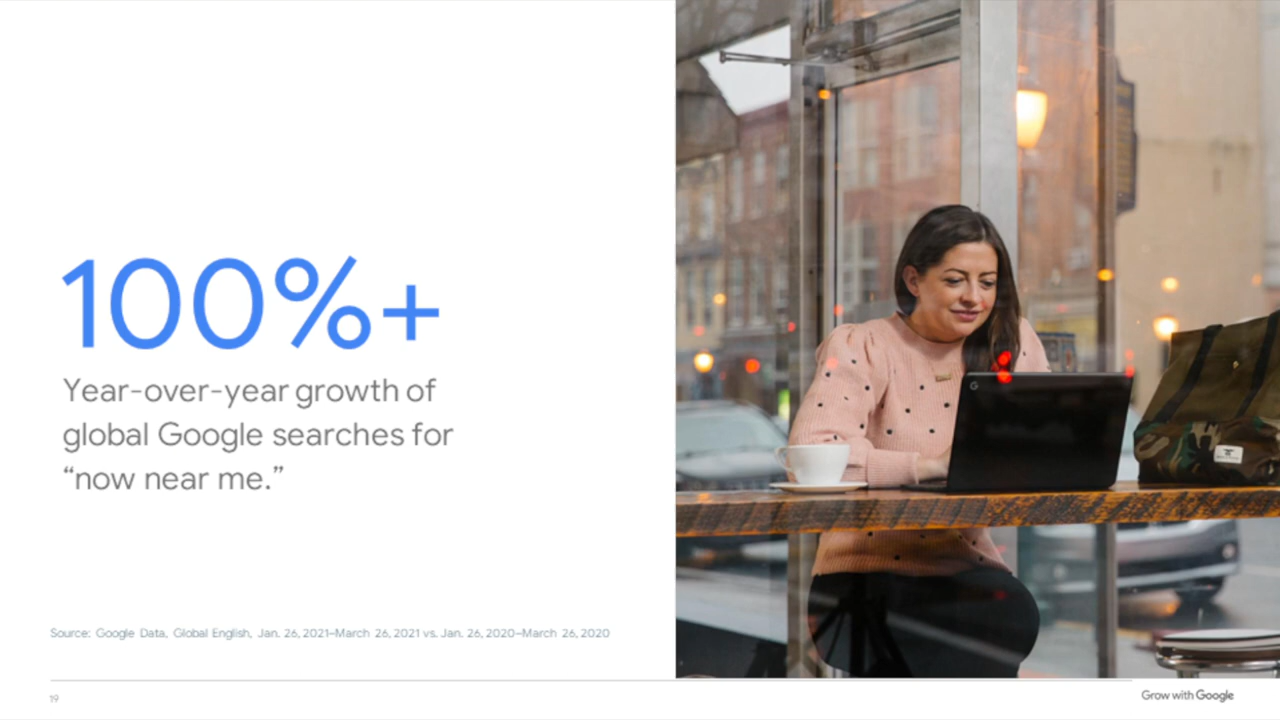 100%+
Year-over-year growth of
global Google searches for
“now near me.”
Source: Google Data, Global English, Jan. 26, 2021–March 26, 2021 vs. Jan. 26, 2020–March 26, 2020
19
Grow with Google